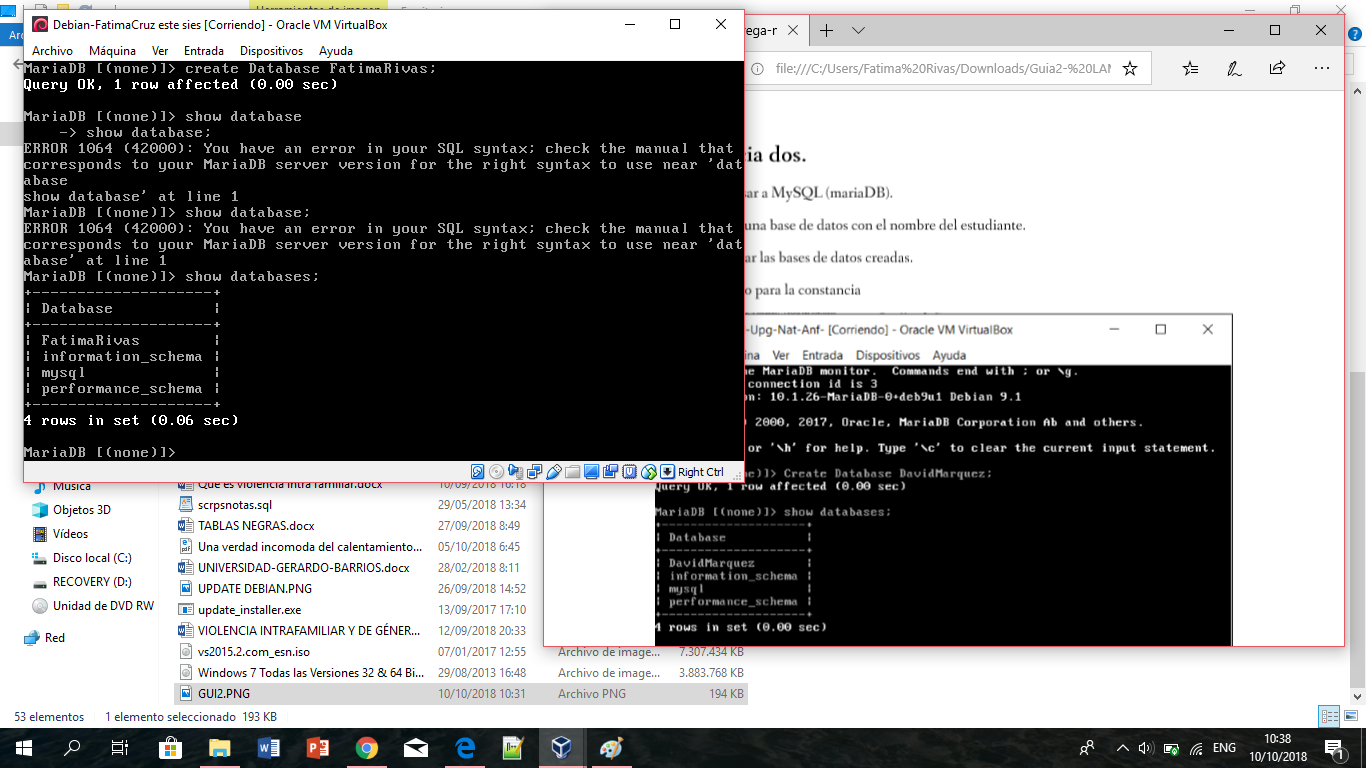 Herramientas de imagen
Debian-FatimaCruz este sies [Corriendo] - Oracle VM VirtualBox
Archivo Máquina Ver Entrada Dispositivos Ayuda
MariaDB [(none)]> create Database FatimaRivas;
Query OK, 1 row affected (0.00 sec)
MariaDB [(none)]> show database
-> show database;
ERROR 1064 (42000): You have an error in your SQL syntax; check the manual that
corresponds to your MariaDB server version for the right syntax to use near 'dat
abase
show database' at line 1
MariaDB [(none)]> show database;
ERROR 1064 (42000): You have an error in your SQL syntax; check the manual that
corresponds to your MariaDB server version for the right syntax to use near 'dat
abase' at line 1
MariaDB [(none)]> show databases;
+--------------------+
| Database |
+--------------------+
| FatimaRivas |
| information_schema |
| mysql |
| performance_schema |
+--------------------+
4 rows in set (0.06 sec)
MariaDB [(none)]>
Right Ctrl
rega-r
file:///C:/Users/Fatima%20Rivas/Downloads/Guia2-%20LAM
cia dos.
sar a MySQL (mariaDB).
una base de datos con el nombre del estudiante.
ar las bases de datos creadas.
o para la constancia
-Upg-Nat-Anf- [Corriendo] - Oracle VM VirtualBox
ina Ver Entrada Dispositivos Ayuda
he MariaDB monitor. Commands end with ; or \g.
connection id is 3
on: 10.1.26-MariaDB-0+deb9u1 Debian 9.1
2000, 2017, Oracle, MariaDB Corporation Ab and others.
or '\h' for help. Type '\c' to clear the current input statement.
ne)]> Create Database DavidMarquez;
Query OK, 1 row affected (0.00 sec)
MariaDB [(none)]> show databases;
+--------------------+
| Database |
+--------------------+
| DavidMarquez |
| information_schema |
| mysql |
| performance_schema |
+--------------------+
4 rows in set (0.00 sec)
Música
Objetos 3D
Vídeos
Disco local (C:)
RECOVERY (D:)
Unidad de DVD RW
Red
Que es violencia intra familiar.docx 10/09/2018 16:18
scrpsnotas.sql 29/05/2018 13:34
TABLAS NEGRAS.docx 27/09/2018 8:49
Una verdad incomoda del calentamiento... 05/10/2018 6:45
UNIVERSIDAD-GERARDO-BARRIOS.docx 28/02/2018 8:11
UPDATE DEBIAN.PNG 26/09/2018 14:52
update_installer.exe 13/09/2017 17:10
VIOLENCIA INTRAFAMILIAR Y DE GÉNER... 12/09/2018 20:33
vs2015.2.com_esn.iso 07/01/2017 12:55 Archivo de image... 7.307.434 KB
Windows 7 Todas las Versiones 32 & 64 Bi... 29/08/2013 16:48 Archivo de image... 3.883.768 KB
GUI2.PNG 10/10/2018 10:31 Archivo PNG 194 KB
53 elementos 1 elemento seleccionado 193 KB
ENG
10:38
10/10/2018
1